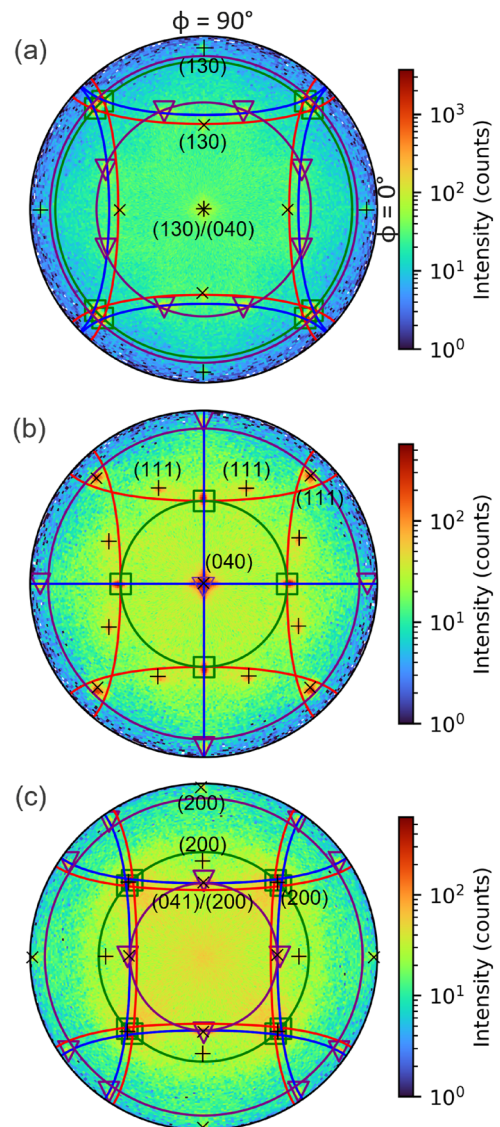 ϕ = 90°
(a)
(130)
(130)
(130)/(040)
ϕ = 0°
10³
10²
10¹
10⁰
Intensity (counts)
(b)
(111)
(111)
(111)
(040)
10²
10¹
10⁰
Intensity (counts)
(c)
(200)
(200)
(041)/(200)
(200)
10²
10¹
10⁰
Intensity (counts)